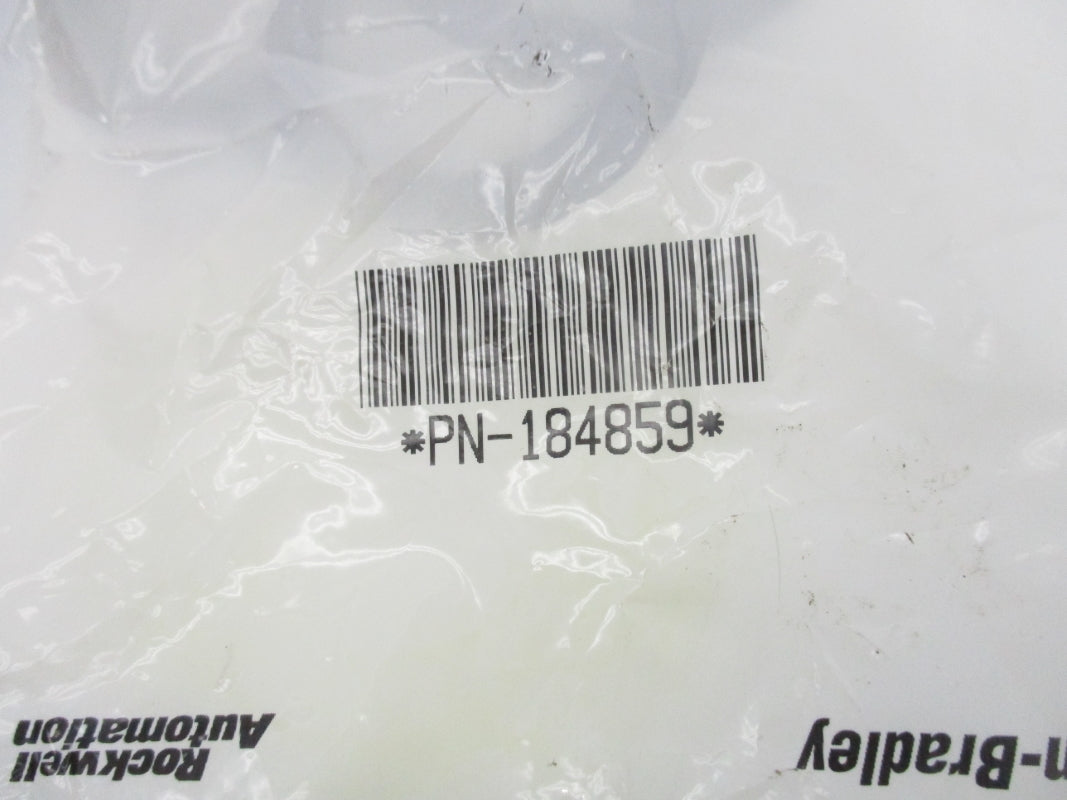 *PN-184859*
Rockwell
Automation
n-Bradley